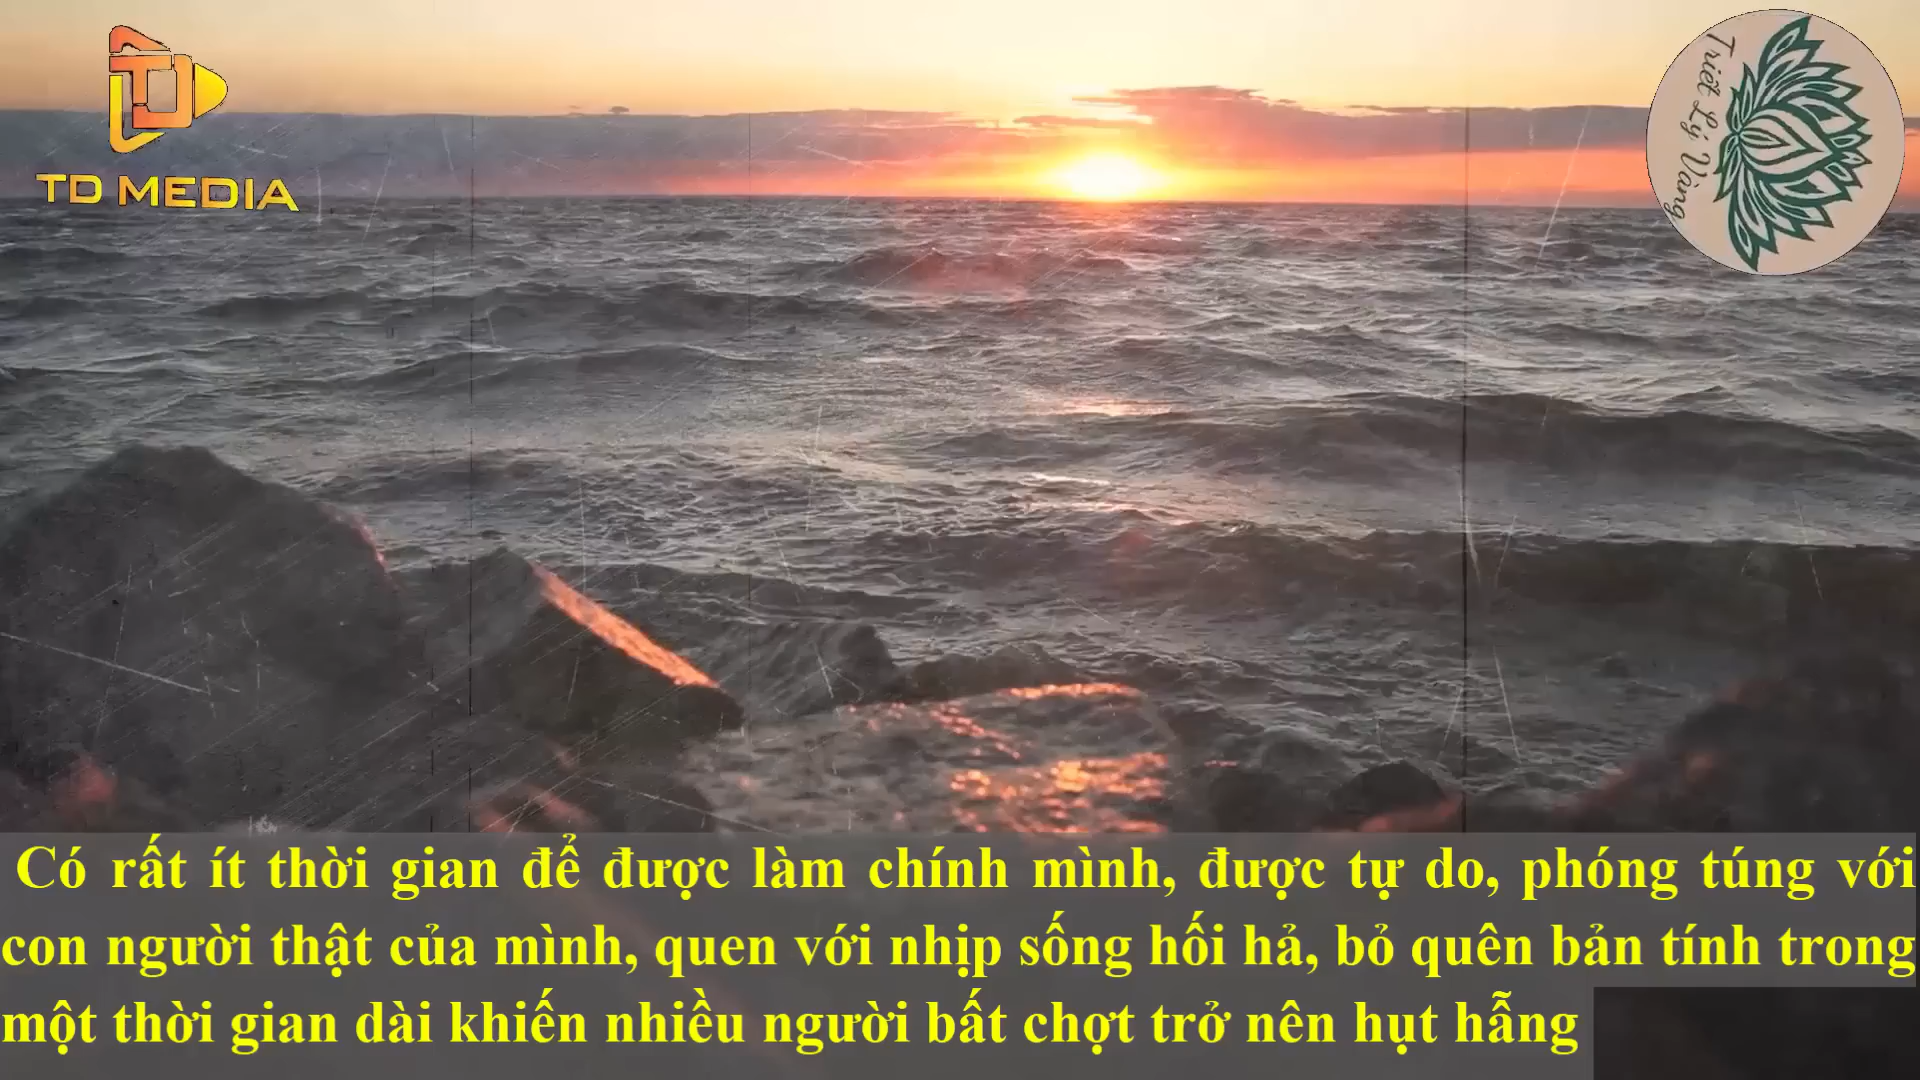 TD MEDIA
Triết Lý Vàng
Có rất ít thời gian để được làm chính mình, được tự do, phóng túng với
con người thật của mình, quen với nhịp sống hối hả, bỏ quên bản tính trong
một thời gian dài khiến nhiều người bất chợt trở nên hụt hẫng